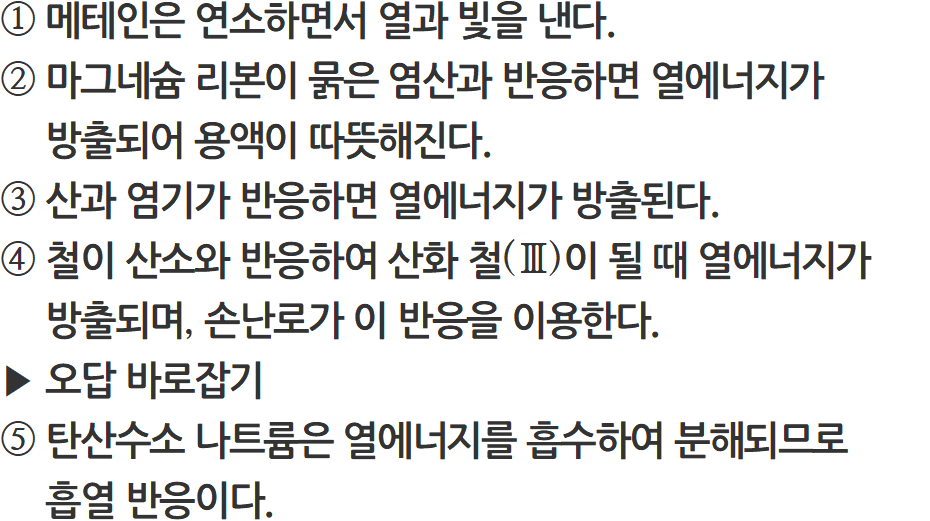 ① 메테인은 연소하면서 열과 빛을 낸다.
② 마그네슘 리본이 묽은 염산과 반응하면 열에너지가
방출되어 용액이 따뜻해진다.
③ 산과 염기가 반응하면 열에너지가 방출된다.
④ 철이 산소와 반응하여 산화 철(Ⅲ)이 될 때 열에너지가
방출되며, 손난로가 이 반응을 이용한다.
▶ 오답 바로잡기
⑤ 탄산수소 나트륨은 열에너지를 흡수하여 분해되므로
흡열 반응이다.